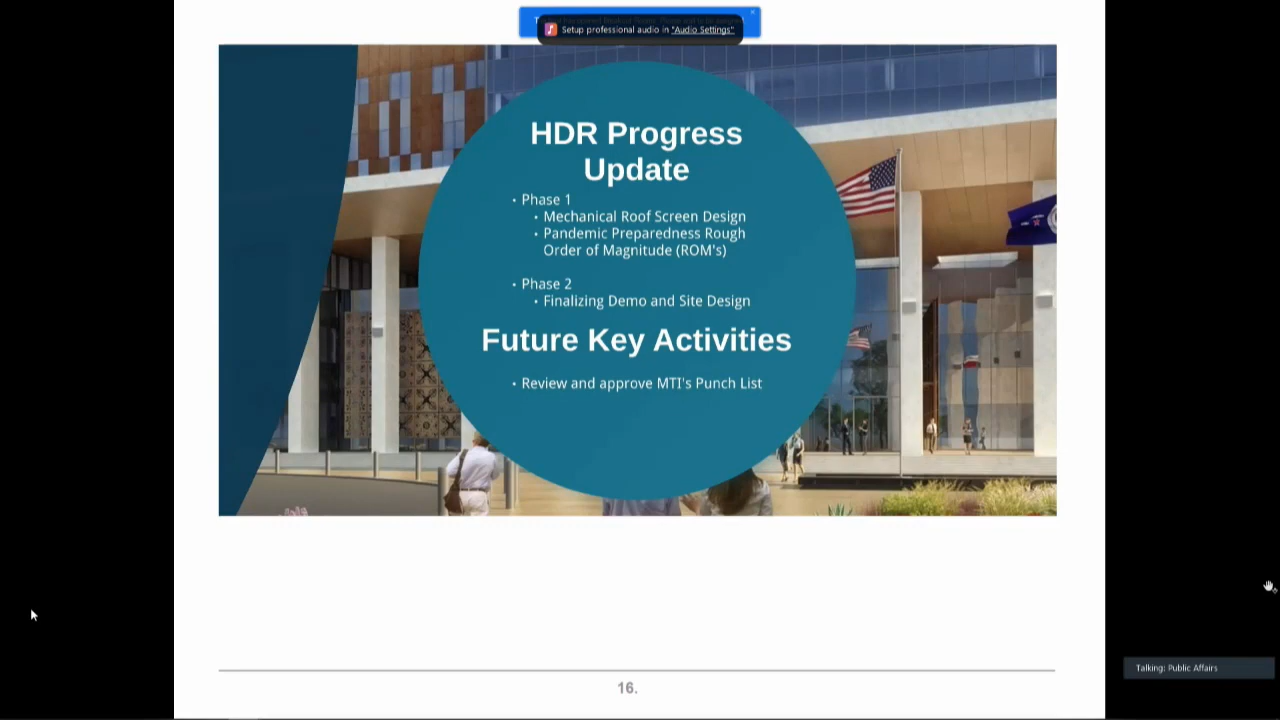 Setup professional audio in "Audio Settings"
HDR Progress
Update
• Phase 1
• Mechanical Roof Screen Design
• Pandemic Preparedness Rough
Order of Magnitude (ROM's)
• Phase 2
• Finalizing Demo and Site Design
Future Key Activities
• Review and approve MTI's Punch List
Talking: Public Affairs
16.